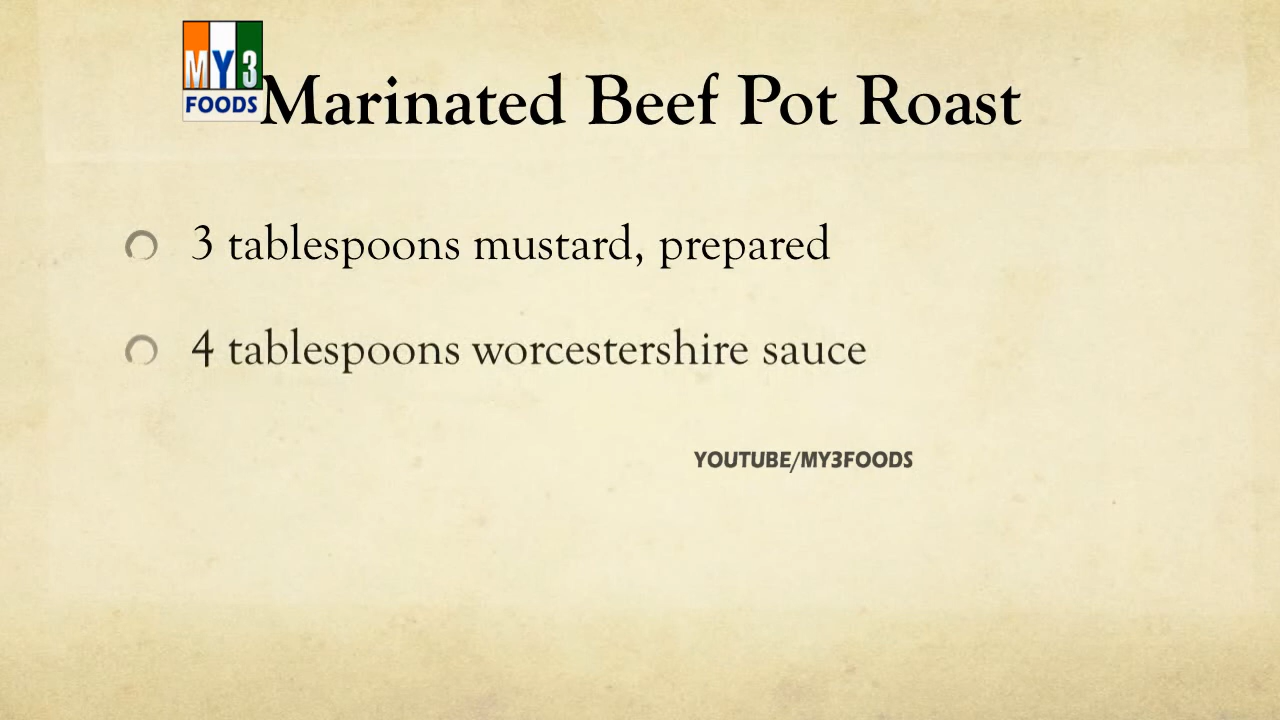 MY3
FOODS
Marinated Beef Pot Roast
3 tablespoons mustard, prepared
4 tablespoons worcestershire sauce
YOUTUBE/MY3FOODS